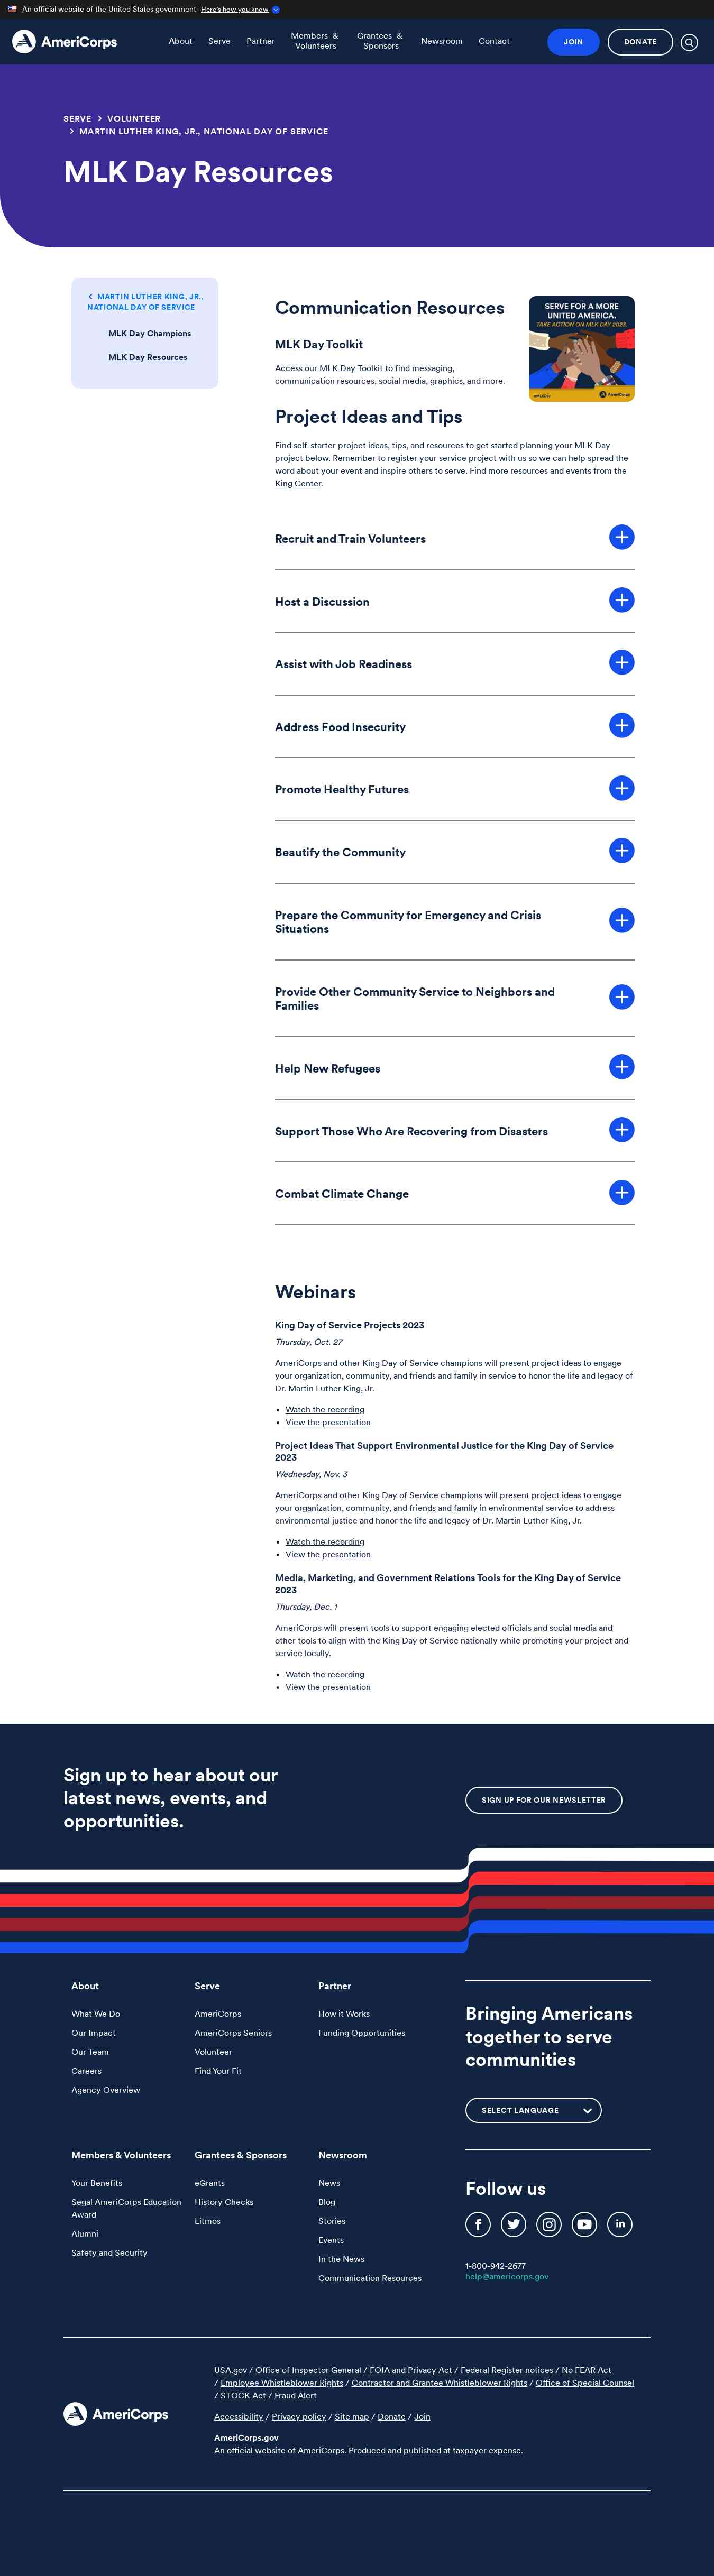 An official website of the United States government Here's how you know
AmeriCorps
About
Serve
Partner
Members & Volunteers
Grantees & Sponsors
Newsroom
Contact
JOIN
DONATE
SERVE > VOLUNTEER
> MARTIN LUTHER KING, JR., NATIONAL DAY OF SERVICE
MLK Day Resources
MARTIN LUTHER KING, JR.,
NATIONAL DAY OF SERVICE
MLK Day Champions
MLK Day Resources
Communication Resources
MLK Day Toolkit
Access our MLK Day Toolkit to find messaging,
communication resources, social media, graphics, and more.
SERVE FOR A MORE
UNITED AMERICA.
TAKE ACTION ON MLK DAY 2023.
#MLKDay
AmeriCorps
Project Ideas and Tips
Find self-starter project ideas, tips, and resources to get started planning your MLK Day
project below. Remember to register your service project with us so we can help spread the
word about your event and inspire others to serve. Find more resources and events from the
King Center.
Recruit and Train Volunteers
Host a Discussion
Assist with Job Readiness
Address Food Insecurity
Promote Healthy Futures
Beautify the Community
Prepare the Community for Emergency and Crisis
Situations
Provide Other Community Service to Neighbors and
Families
Help New Refugees
Support Those Who Are Recovering from Disasters
Combat Climate Change
Webinars
King Day of Service Projects 2023
Thursday, Oct. 27
AmeriCorps and other King Day of Service champions will present project ideas to engage
your organization, community, and friends and family in service to honor the life and legacy of
Dr. Martin Luther King, Jr.
• Watch the recording
• View the presentation
Project Ideas That Support Environmental Justice for the King Day of Service
2023
Wednesday, Nov. 3
AmeriCorps and other King Day of Service champions will present project ideas to engage
your organization, community, and friends and family in environmental service to address
environmental justice and honor the life and legacy of Dr. Martin Luther King, Jr.
• Watch the recording
• View the presentation
Media, Marketing, and Government Relations Tools for the King Day of Service
2023
Thursday, Dec. 1
AmeriCorps will present tools to support engaging elected officials and social media and
other tools to align with the King Day of Service nationally while promoting your project and
service locally.
• Watch the recording
• View the presentation
Sign up to hear about our
latest news, events, and
opportunities.
SIGN UP FOR OUR NEWSLETTER
About
What We Do
Our Impact
Our Team
Careers
Agency Overview
Serve
AmeriCorps
AmeriCorps Seniors
Volunteer
Find Your Fit
Partner
How it Works
Funding Opportunities
Members & Volunteers
Your Benefits
Segal AmeriCorps Education
Award
Alumni
Safety and Security
Grantees & Sponsors
eGrants
History Checks
Litmos
Newsroom
News
Blog
Stories
Events
In the News
Communication Resources
Bringing Americans
together to serve
communities
SELECT LANGUAGE
Follow us
1-800-942-2677
help@americorps.gov
AmeriCorps
USA.gov / Office of Inspector General / FOIA and Privacy Act / Federal Register notices / No FEAR Act
/ Employee Whistleblower Rights / Contractor and Grantee Whistleblower Rights / Office of Special Counsel
/ STOCK Act / Fraud Alert
Accessibility / Privacy policy / Site map / Donate / Join
AmeriCorps.gov
An official website of AmeriCorps. Produced and published at taxpayer expense.